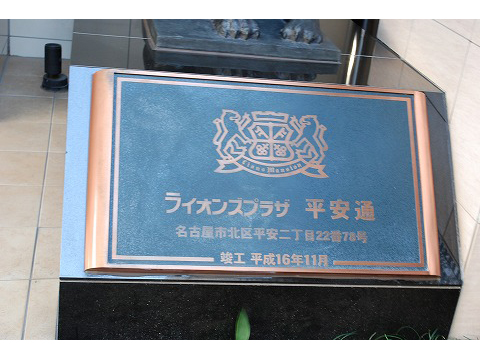 Lions Mansion
ライオンズプラザ 平安通
名古屋市北区平安二丁目22番78号
竣工 平成16年11月